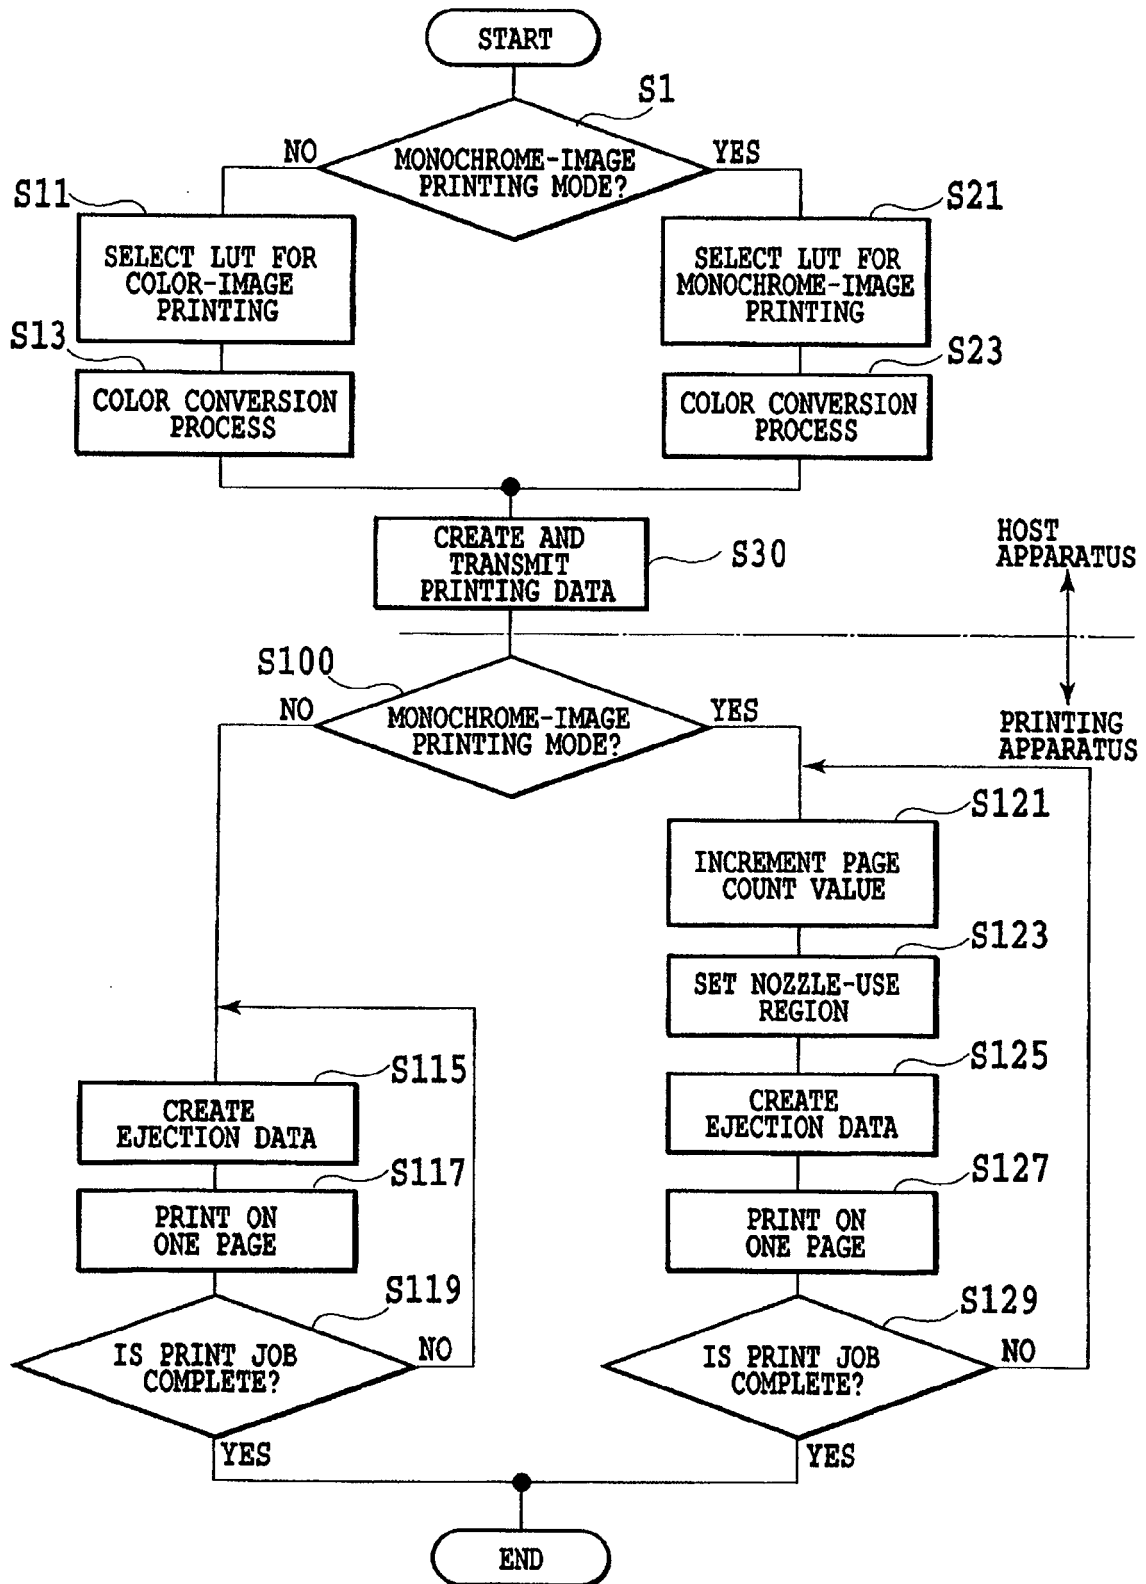 START
S1
NO
MONOCHROME-IMAGE
PRINTING MODE?
YES
S11
SELECT LUT FOR
COLOR-IMAGE
PRINTING
S21
SELECT LUT FOR
MONOCHROME-IMAGE
PRINTING
S13
COLOR CONVERSION
PROCESS
S23
COLOR CONVERSION
PROCESS
CREATE AND
TRANSMIT
PRINTING DATA
S30
HOST
APPARATUS
S100
NO
MONOCHROME-IMAGE
PRINTING MODE?
YES
PRINTING
APPARATUS
S121
INCREMENT PAGE
COUNT VALUE
S123
SET NOZZLE-USE
REGION
S115
CREATE
EJECTION DATA
S125
CREATE
EJECTION DATA
S117
PRINT ON
ONE PAGE
S127
PRINT ON
ONE PAGE
S119
IS PRINT JOB
COMPLETE?
NO
YES
S129
IS PRINT JOB
COMPLETE?
NO
YES
END